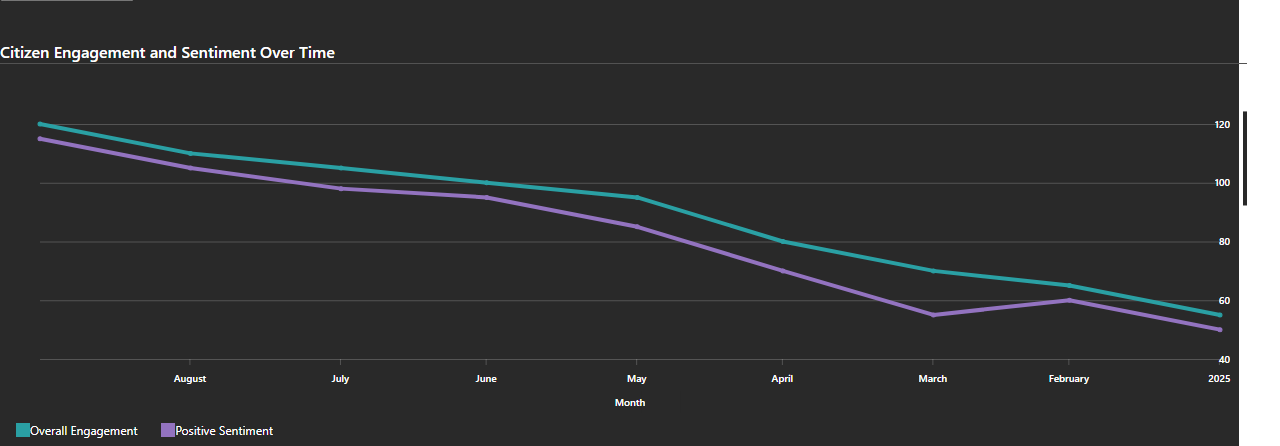 Citizen Engagement and Sentiment Over Time
120
100
80
60
40
August July June May April March February 2025
Month
Overall Engagement Positive Sentiment